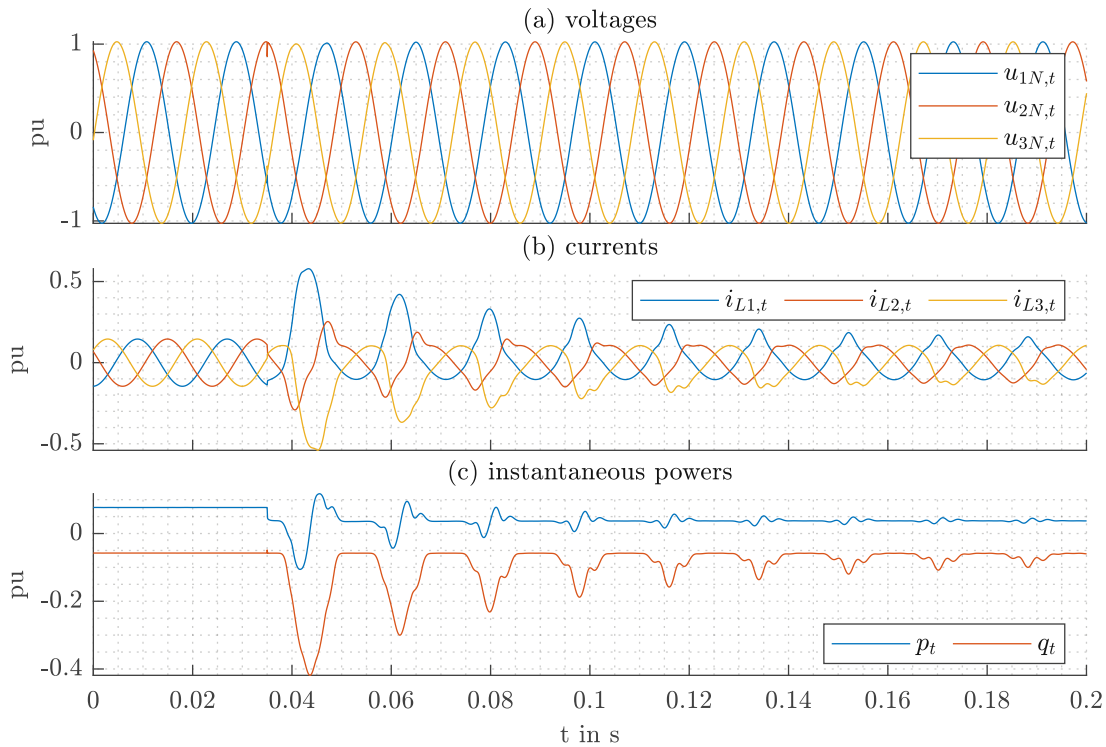 (a) voltages
1
0
-1
pu
u1N,t
u2N,t
u3N,t
(b) currents
0.5
0
-0.5
pu
iL1,t iL2,t iL3,t
(c) instantaneous powers
0
-0.2
-0.4
pu
pt qt
0 0.02 0.04 0.06 0.08 0.1 0.12 0.14 0.16 0.18 0.2
t in s